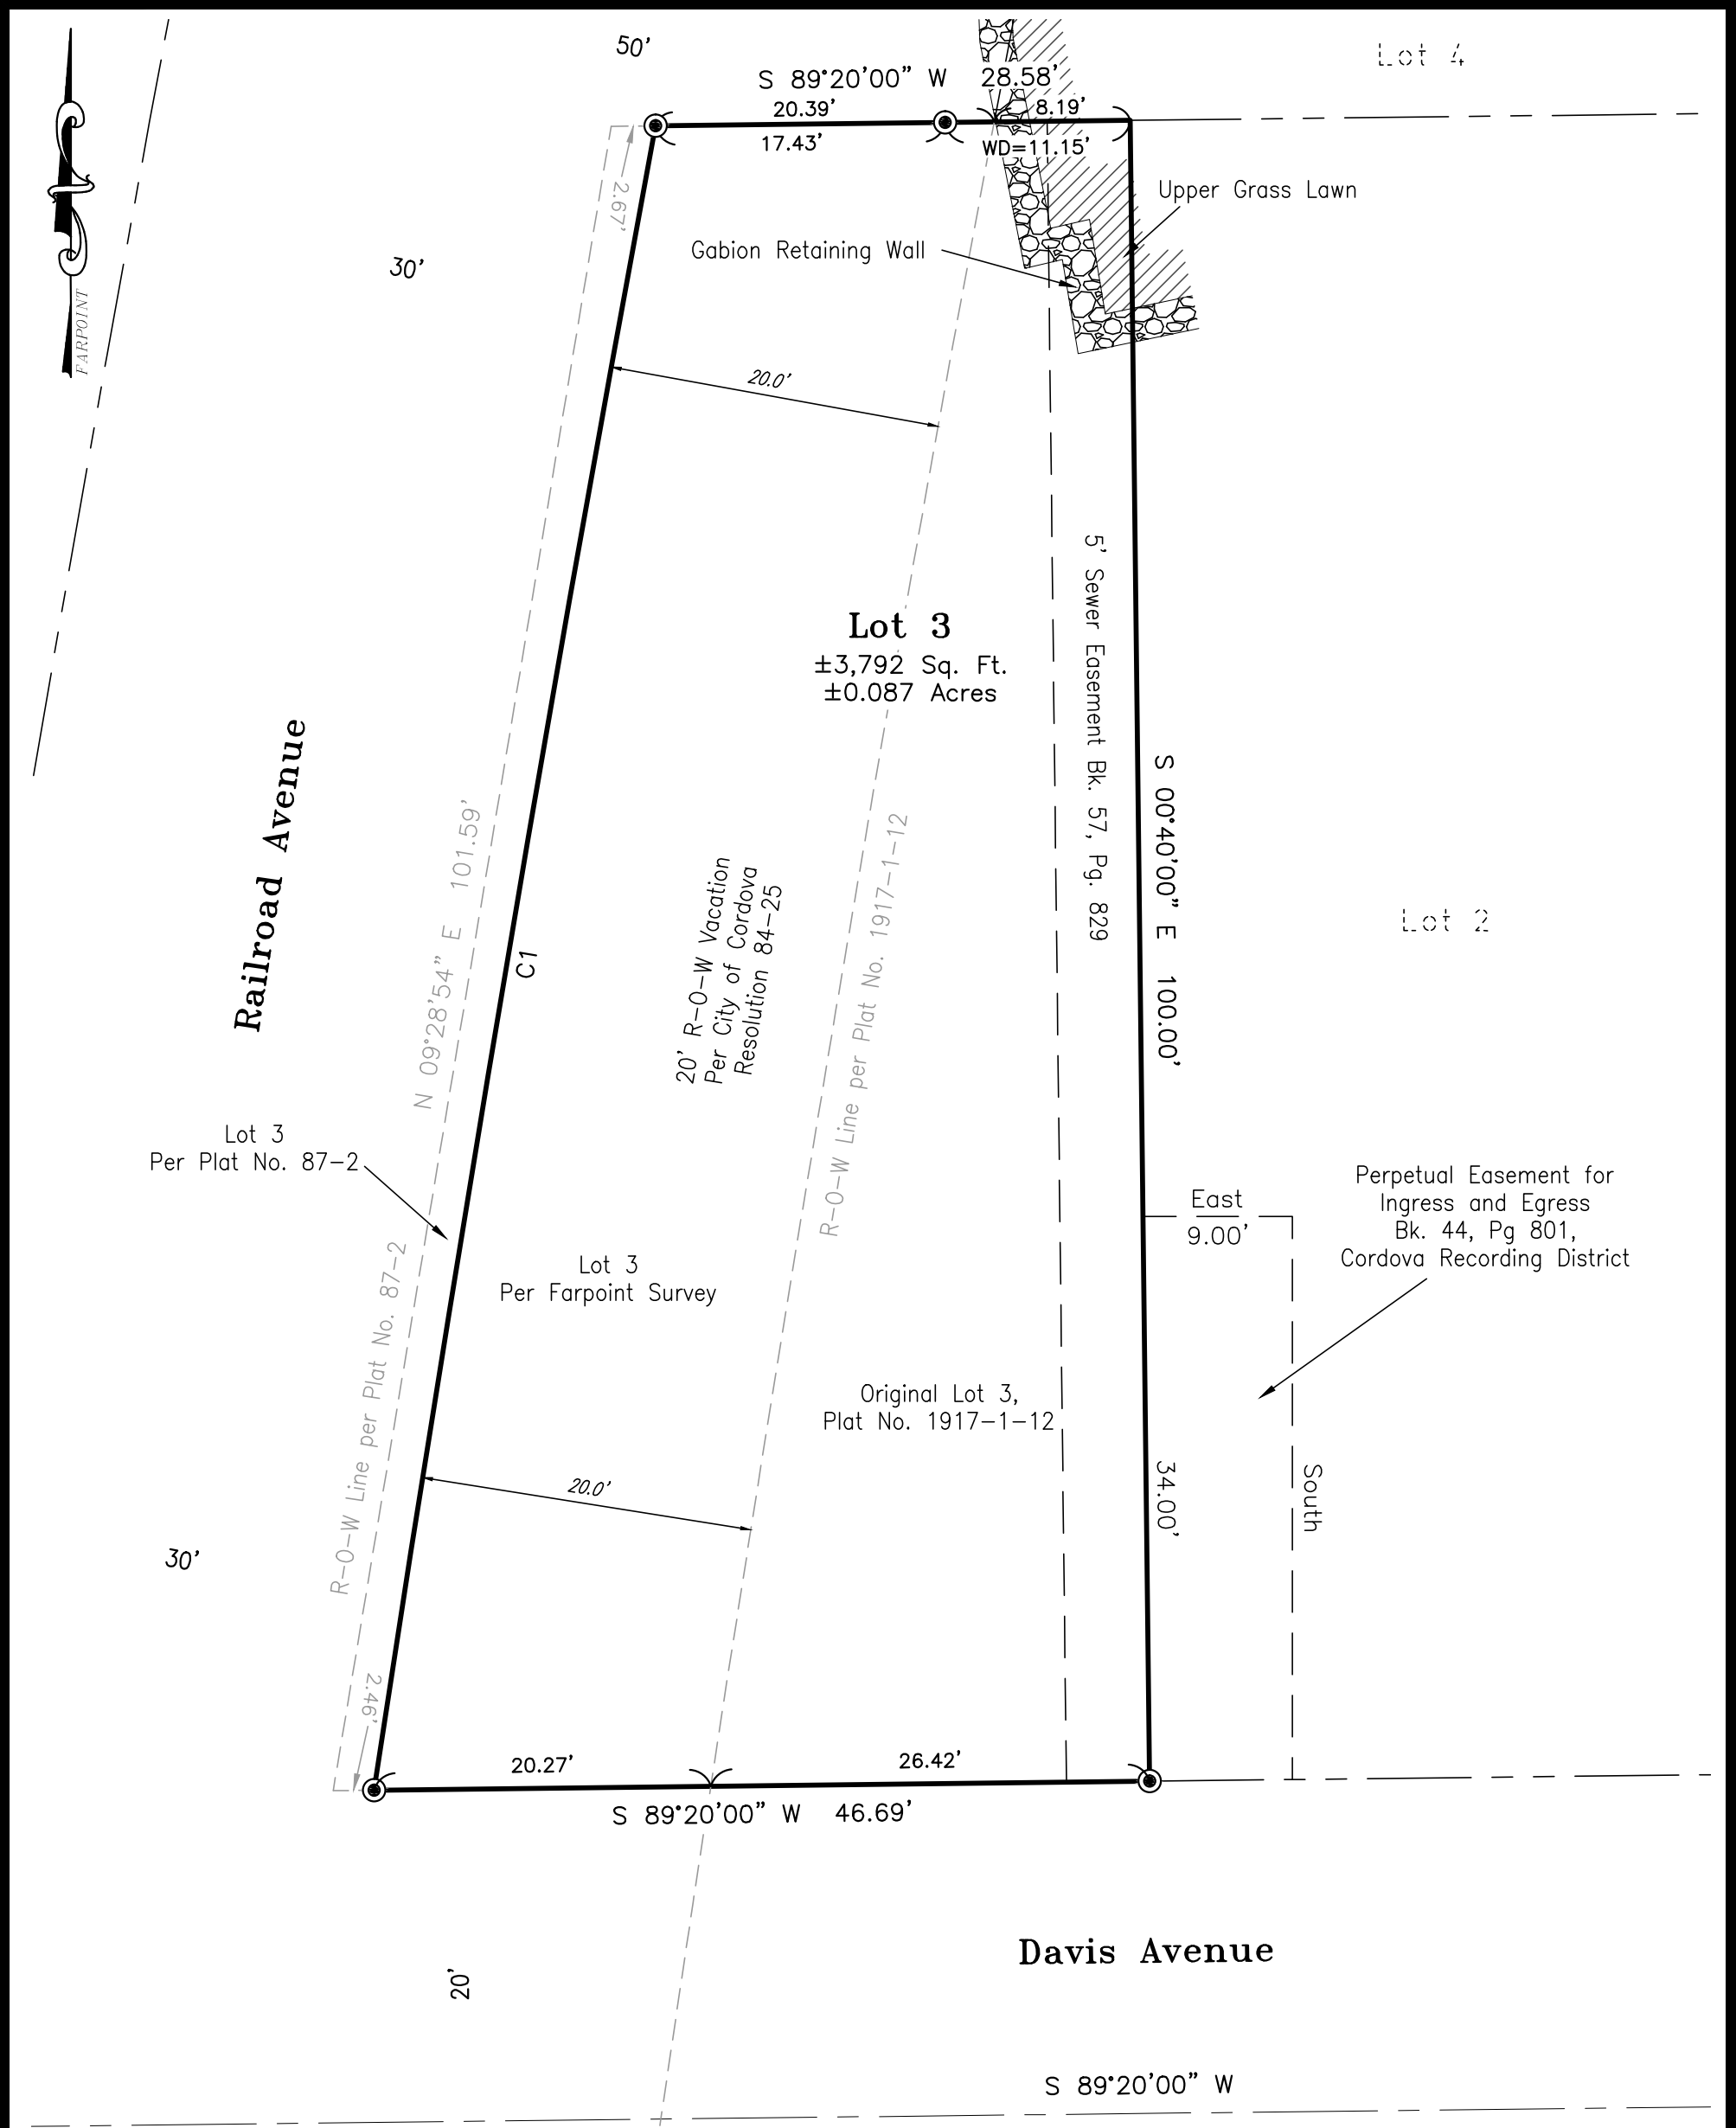 50'
Lot 4
S 89°20'00" W 28.58'
20.39'
8.19'
17.43'
WD=11.15'
Upper Grass Lawn
2.67'
Gabion Retaining Wall
30'
FARPOINT
20.0'
5' Sewer Easement Bk. 57, Pg. 829
Lot 3
±3,792 Sq. Ft.
±0.087 Acres
Railroad Avenue
N 09°28'54" E 101.59'
C1
20' R-O-W Vacation
Per City of Cordova
Resolution 84-25
R-O-W Line per Plat No. 1917-1-12
S 00°40'00" E 100.00'
Lot 2
Lot 3
Per Plat No. 87-2
East
9.00'
Perpetual Easement for
Ingress and Egress
Bk. 44, Pg 801,
Cordova Recording District
R-O-W Line per Plat No. 87-2
Lot 3
Per Farpoint Survey
Original Lot 3,
Plat No. 1917-1-12
34.00'
South
20.0'
30'
2.46'
20.27'
26.42'
S 89°20'00" W 46.69'
Davis Avenue
20'
S 89°20'00" W